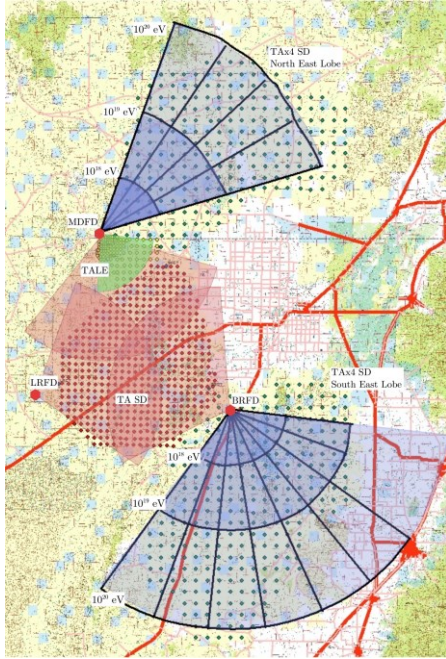 10²⁰ eV
TAx4 SD
North East Lobe
10¹⁹ eV
10¹⁸ eV
MDFD
TALE
TAx4 SD
South East Lobe
LRFD
TA SD
BRFD
10¹⁸ eV
10¹⁹ eV
10²⁰ eV